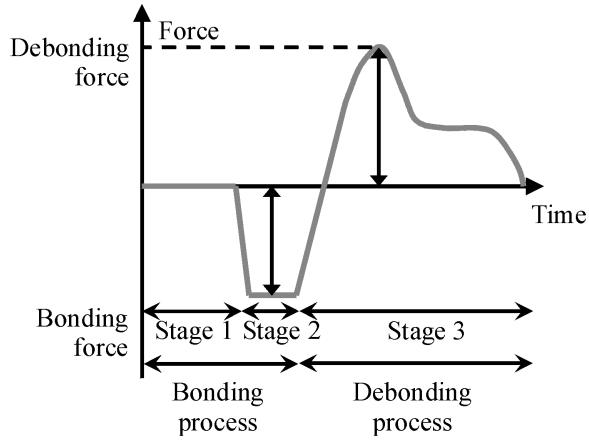 Force
Debonding
force
Time
Bonding
force
Stage 1
Stage 2
Stage 3
Bonding
process
Debonding
process